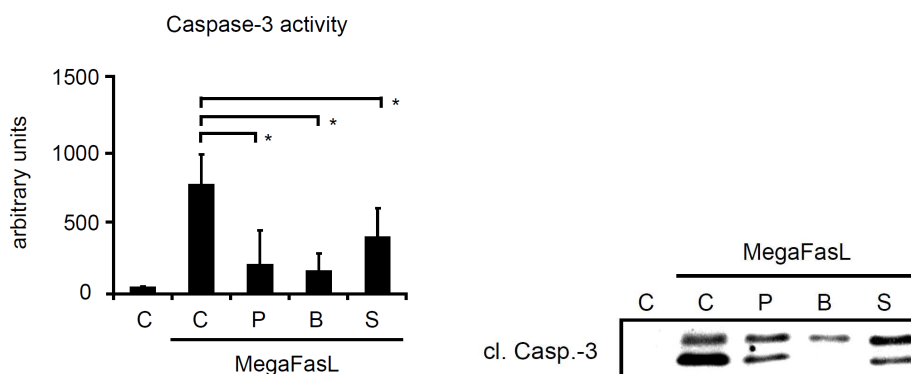 Caspase-3 activity
arbitrary units
1500
1000
500
0
*
*
*
C C P B S
MegaFasL
MegaFasL
C C P B S
cl. Casp.-3